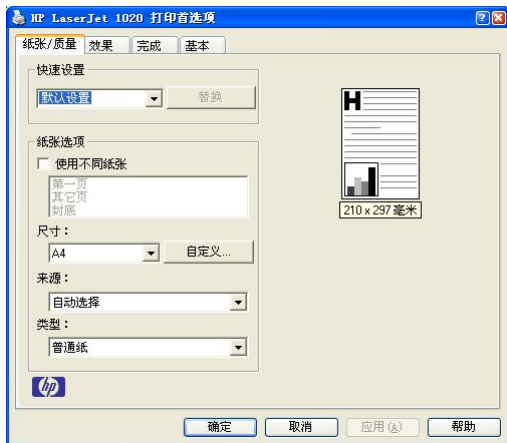 HP LaserJet 1020 打印首选项
纸张/质量 效果 完成 基本
快速设置
默认设置 替换
纸张选项
使用不同纸张
第一页
其它页
封底
尺寸：
A4 自定义...
来源：
自动选择
类型：
普通纸
H
210 x 297 毫米
hp
确定 取消 应用(A) 帮助